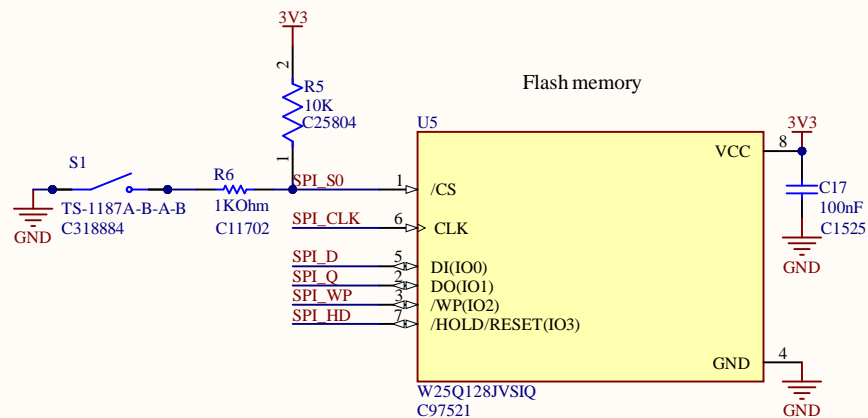 3V3
Flash memory
2
R5
10K
C25804
1
U5
3V3
VCC
8
S1
R6
SPI_S0
1
/CS
C17
100nF
C1525
TS-1187A-B-A-B
C318884
1KOhm
C11702
GND
SPI_CLK
6
CLK
GND
SPI_D
5
DI(IO0)
SPI_Q
2
DO(IO1)
SPI_WP
3
/WP(IO2)
SPI_HD
7
/HOLD/RESET(IO3)
GND
4
W25Q128JVSIQ
C97521
GND